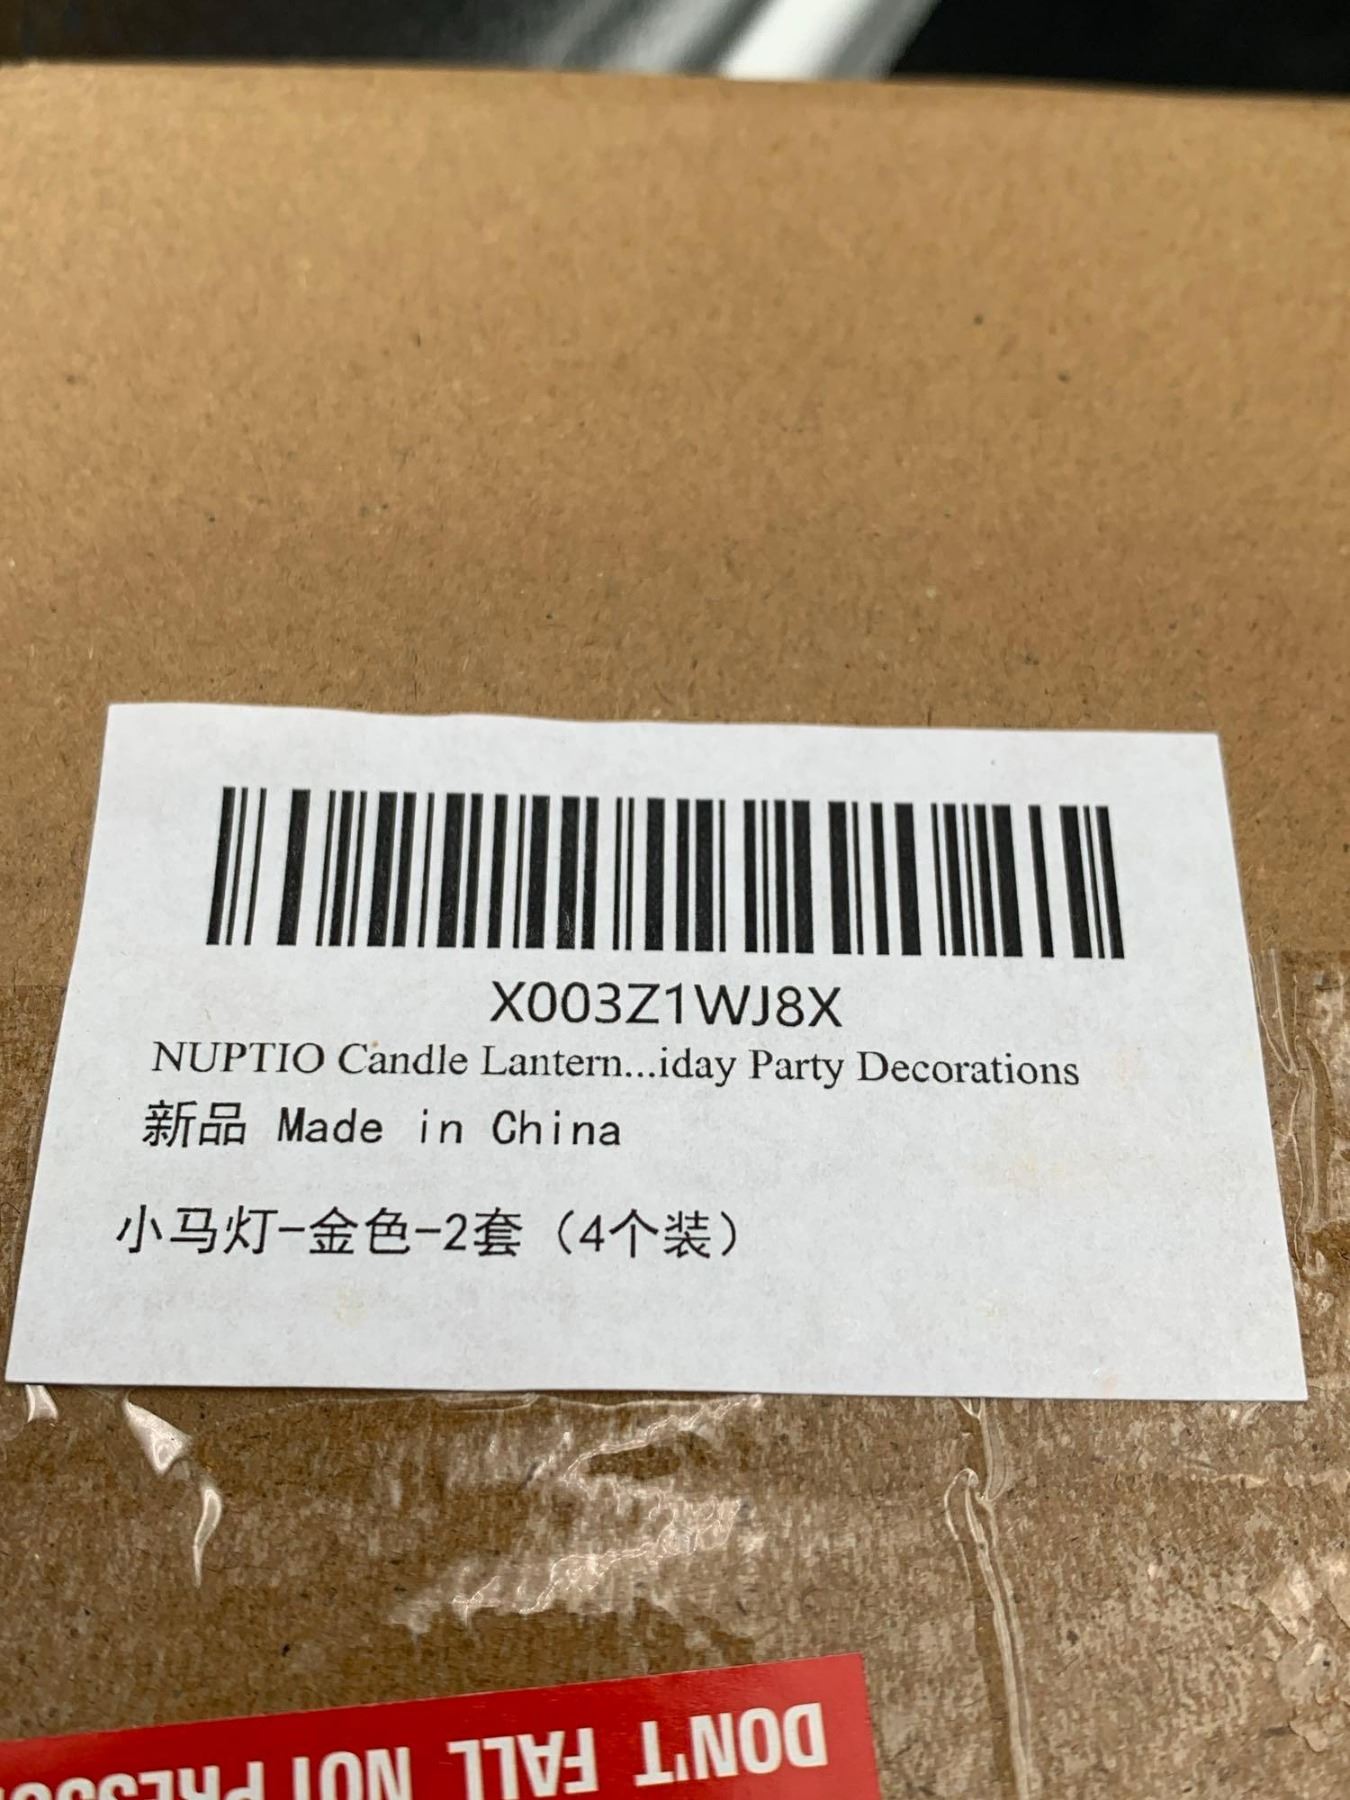 X003Z1WJ8X
NUPTIO Candle Lantern...iday Party Decorations
新品 Made in China
小马灯-金色-2套（4个装）
DON'T FALL NOT